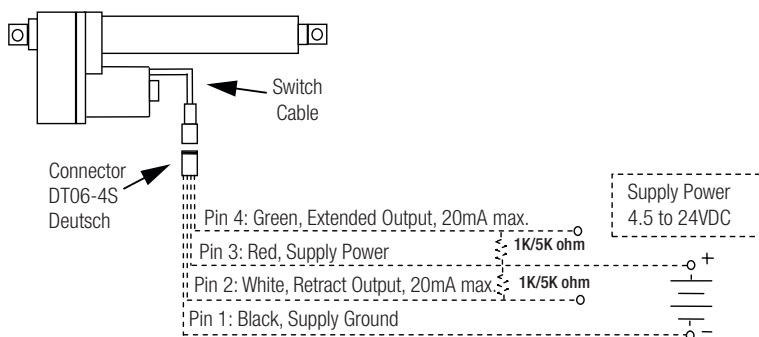 Switch
Cable
Connector
DT06-4S
Deutsch
Supply Power
4.5 to 24VDC
Pin 4: Green, Extended Output, 20mA max.
1K/5K ohm
Pin 3: Red, Supply Power
+
Pin 2: White, Retract Output, 20mA max.
1K/5K ohm
Pin 1: Black, Supply Ground
–